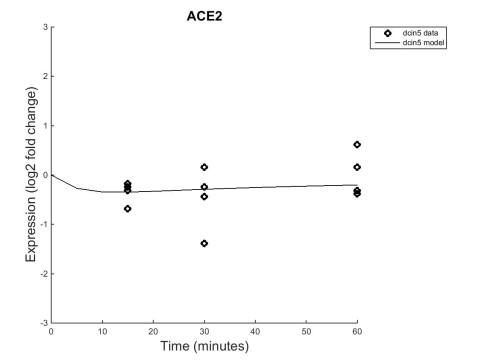 ACE2
dcin5 data
dcin5 model
Expression (log2 fold change)
3
2
1
0
-1
-2
-3
0
10
20
30
40
50
60
Time (minutes)